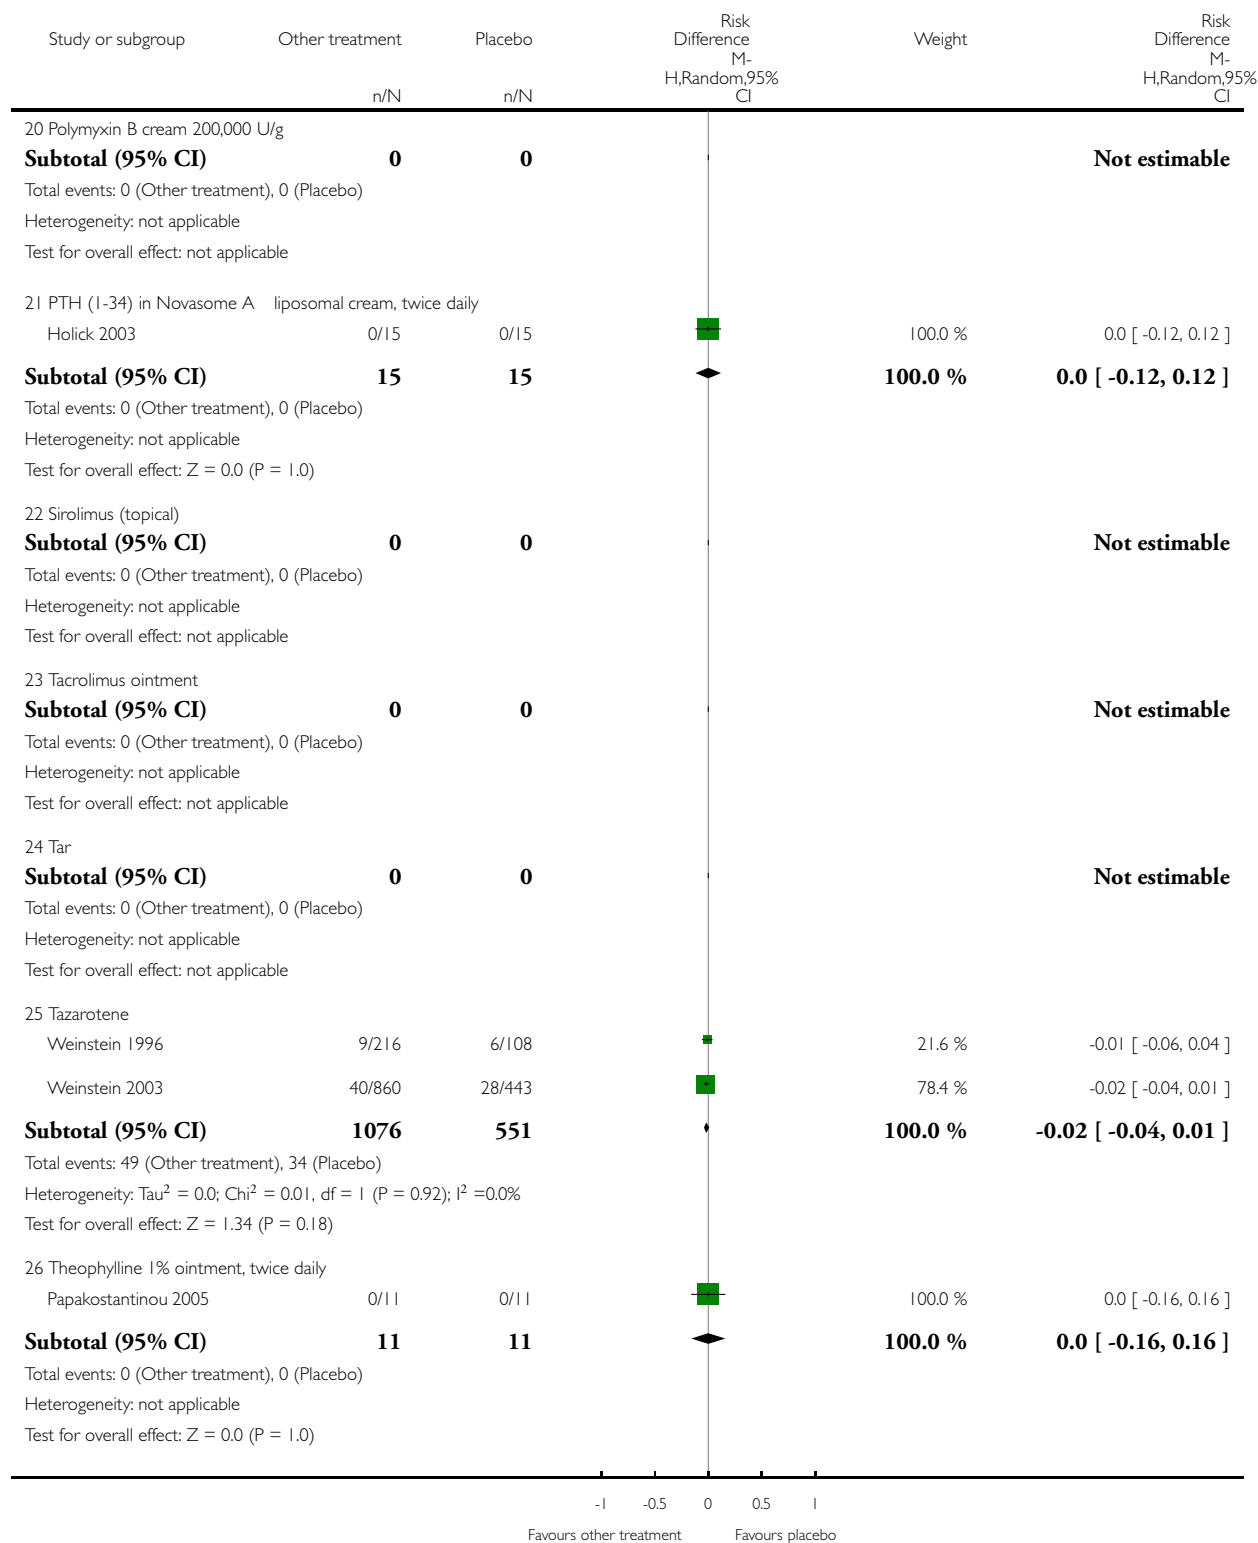 Study or subgroup Other treatment Placebo Risk Difference M-H,Random,95% CI Weight Risk Difference M-H,Random,95% CI
n/N n/N
20 Polymyxin B cream 200,000 U/g
Subtotal (95% CI) 0 0 Not estimable
Total events: 0 (Other treatment), 0 (Placebo)
Heterogeneity: not applicable
Test for overall effect: not applicable
21 PTH (1-34) in Novasome A liposomal cream, twice daily
Holick 2003 0/15 0/15 100.0 % 0.0 [ -0.12, 0.12 ]
Subtotal (95% CI) 15 15 100.0 % 0.0 [ -0.12, 0.12 ]
Total events: 0 (Other treatment), 0 (Placebo)
Heterogeneity: not applicable
Test for overall effect: Z = 0.0 (P = 1.0)
22 Sirolimus (topical)
Subtotal (95% CI) 0 0 Not estimable
Total events: 0 (Other treatment), 0 (Placebo)
Heterogeneity: not applicable
Test for overall effect: not applicable
23 Tacrolimus ointment
Subtotal (95% CI) 0 0 Not estimable
Total events: 0 (Other treatment), 0 (Placebo)
Heterogeneity: not applicable
Test for overall effect: not applicable
24 Tar
Subtotal (95% CI) 0 0 Not estimable
Total events: 0 (Other treatment), 0 (Placebo)
Heterogeneity: not applicable
Test for overall effect: not applicable
25 Tazarotene
Weinstein 1996 9/216 6/108 21.6 % -0.01 [ -0.06, 0.04 ]
Weinstein 2003 40/860 28/443 78.4 % -0.02 [ -0.04, 0.01 ]
Subtotal (95% CI) 1076 551 100.0 % -0.02 [ -0.04, 0.01 ]
Total events: 49 (Other treatment), 34 (Placebo)
Heterogeneity: Tau² = 0.0; Chi² = 0.01, df = 1 (P = 0.92); I² =0.0%
Test for overall effect: Z = 1.34 (P = 0.18)
26 Theophylline 1% ointment, twice daily
Papakostantinou 2005 0/11 0/11 100.0 % 0.0 [ -0.16, 0.16 ]
Subtotal (95% CI) 11 11 100.0 % 0.0 [ -0.16, 0.16 ]
Total events: 0 (Other treatment), 0 (Placebo)
Heterogeneity: not applicable
Test for overall effect: Z = 0.0 (P = 1.0)
-1 -0.5 0 0.5 1
Favours other treatment Favours placebo